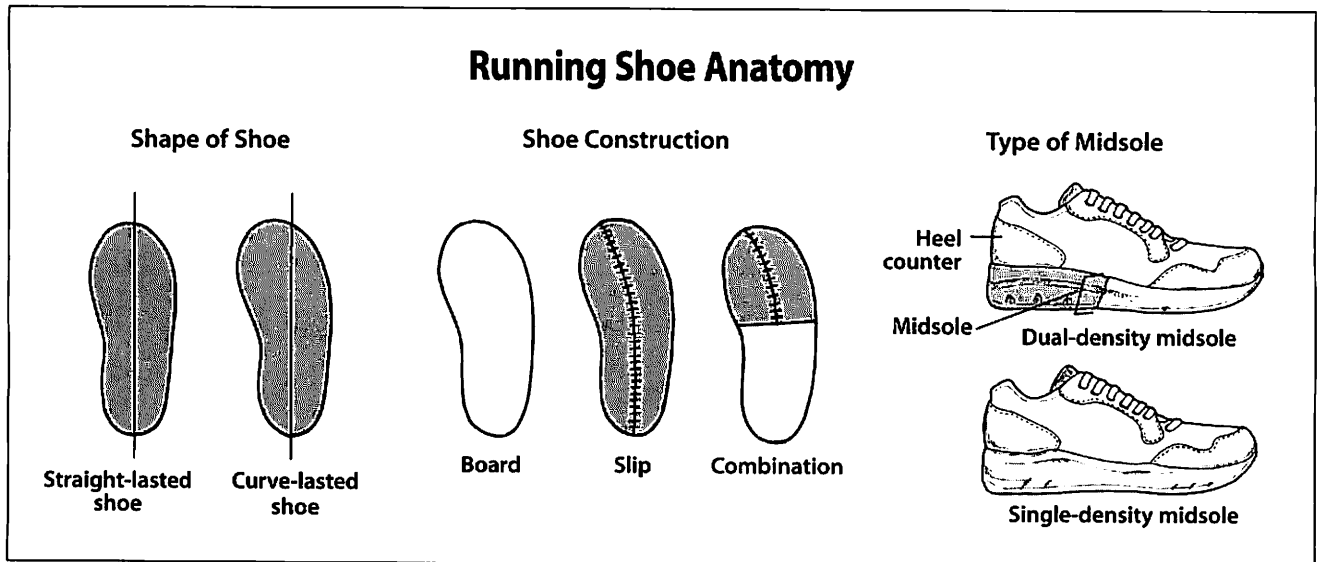 Running Shoe Anatomy
Shape of Shoe
Straight-lasted
shoe
Curve-lasted
shoe
Shoe Construction
Board
Slip
Combination
Type of Midsole
Heel
counter
Midsole
Dual-density midsole
Single-density midsole